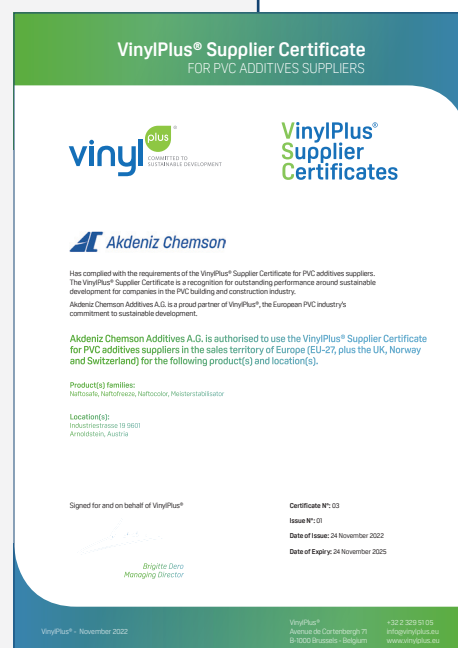 VinylPlus® Supplier Certificate
FOR PVC ADDITIVES SUPPLIERS
vinyl plus®
COMMITTED TO
SUSTAINABLE DEVELOPMENT
VinylPlus®
Supplier
Certificates
AC Akdeniz Chemson
Has complied with the requirements of the VinylPlus® Supplier Certificate for PVC additives suppliers.
The VinylPlus® Supplier Certificate is a recognition for outstanding performance around sustainable
development for companies in the PVC building and construction industry.
Akdeniz Chemson Additives A.G. is a proud partner of VinylPlus®, the European PVC industry's
commitment to sustainable development.
Akdeniz Chemson Additives A.G. is authorised to use the VinylPlus® Supplier Certificate
for PVC additives suppliers in the sales territory of Europe (EU-27, plus the UK, Norway
and Switzerland) for the following product(s) and location(s).
Product(s) families:
Naftosafe, Naftofreeze, Naftocolor, Meisterstabilisator
Location(s):
Industriestrasse 19 9601
Arnoldstein, Austria
Signed for and on behalf of VinylPlus®
Brigitte Dero
Managing Director
Certificate N°: 03
Issue N°: 01
Date of Issue: 24 November 2022
Date of Expiry: 24 November 2025
VinylPlus® - November 2022
VinylPlus®
Avenue de Cortenbergh 71
B-1000 Brussels - Belgium
+32 2 329 51 05
info@vinylplus.eu
www.vinylplus.eu